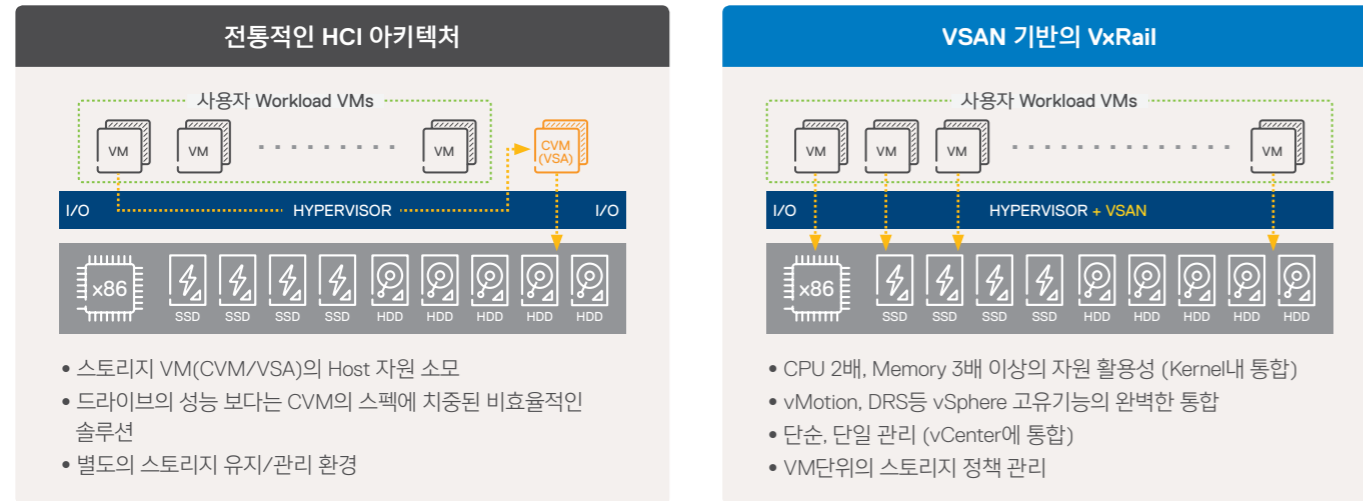 전통적인 HCI 아키텍처
사용자 Workload VMs
VM
VM
VM
CVM
(VSA)
I/O
HYPERVISOR
I/O
x86
SSD
SSD
SSD
SSD
HDD
HDD
HDD
HDD
HDD
• 스토리지 VM(CVM/VSA)의 Host 자원 소모
• 드라이브의 성능 보다는 CVM의 스펙에 치중된 비효율적인
솔루션
• 별도의 스토리지 유지/관리 환경
VSAN 기반의 VxRail
사용자 Workload VMs
VM
VM
VM
VM
I/O
HYPERVISOR + VSAN
x86
SSD
SSD
SSD
SSD
HDD
HDD
HDD
HDD
HDD
• CPU 2배, Memory 3배 이상의 자원 활용성 (Kernel내 통합)
• vMotion, DRS등 vSphere 고유기능의 완벽한 통합
• 단순, 단일 관리 (vCenter에 통합)
• VM단위의 스토리지 정책 관리